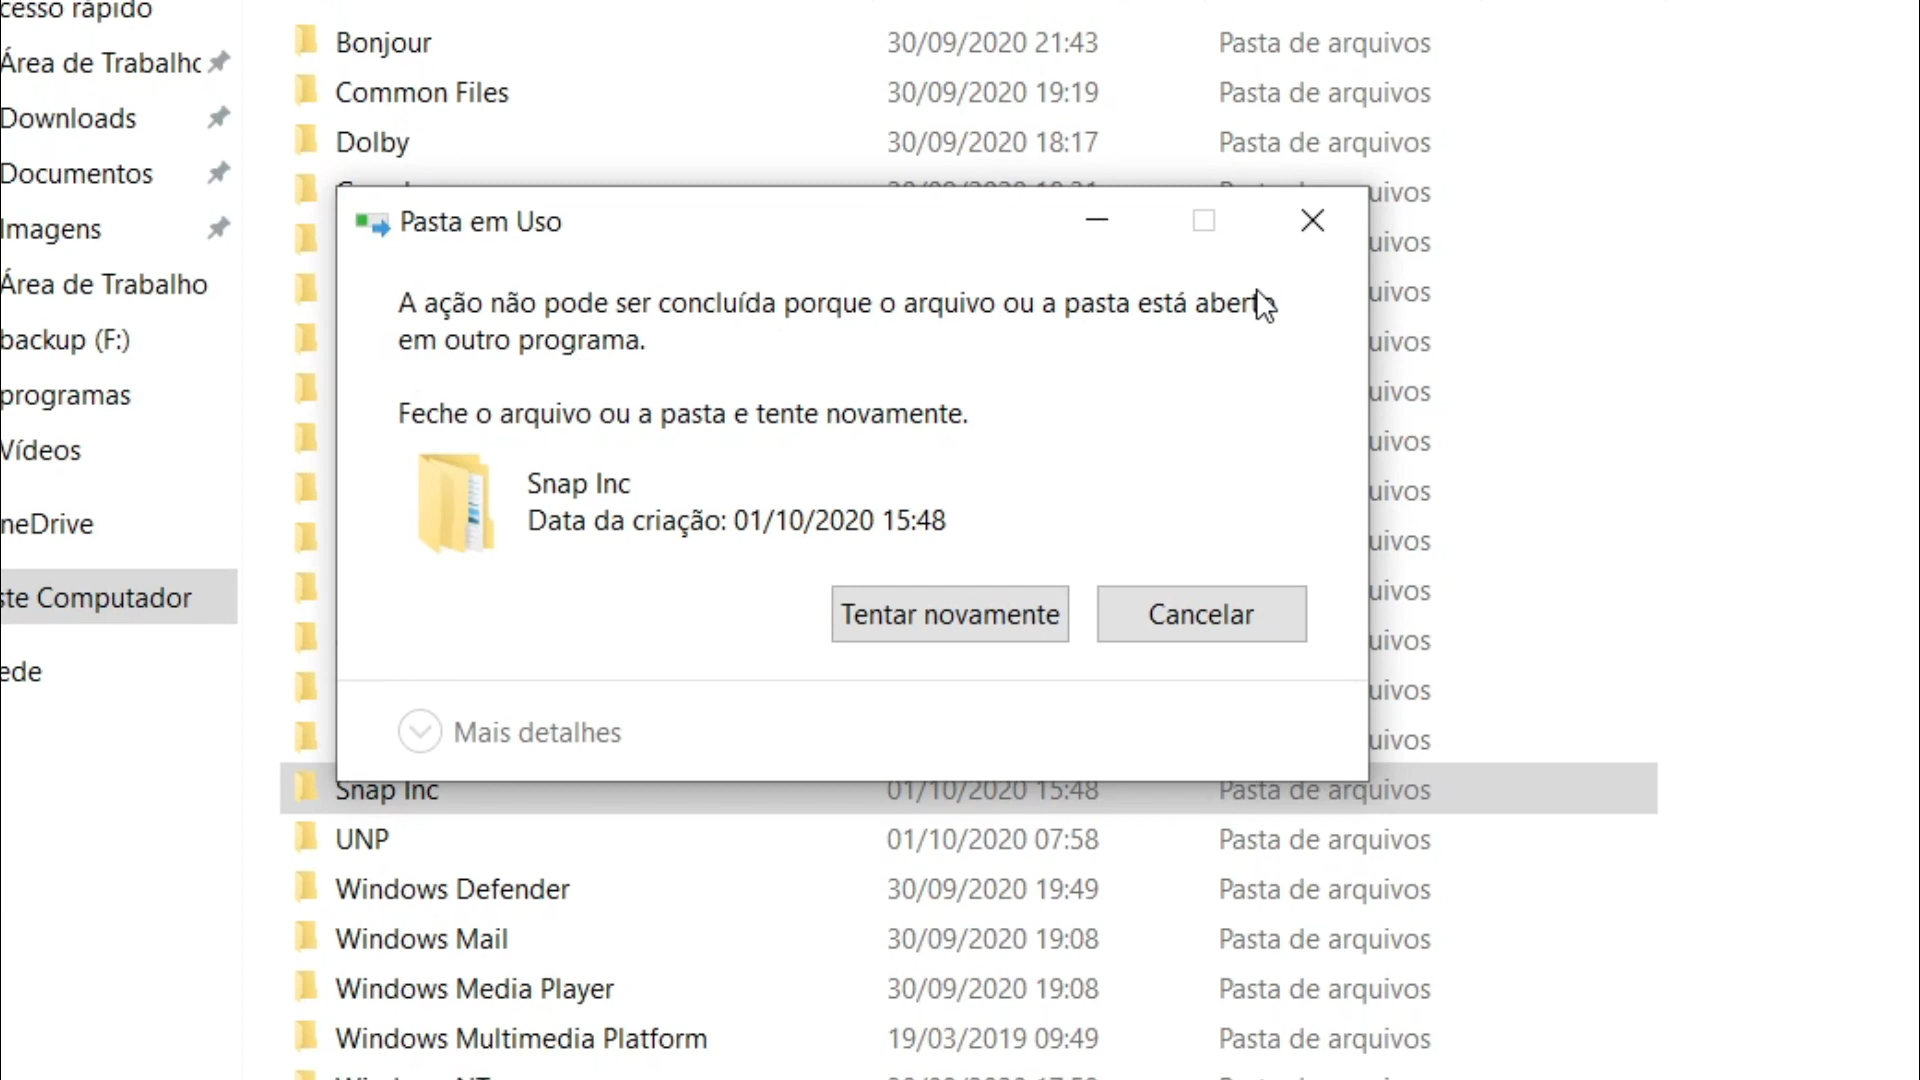 cesso rápido
Área de Trabalho
Downloads
Documentos
Imagens
Área de Trabalho
backup (F:)
programas
Vídeos
neDrive
ste Computador
ede
Bonjour 30/09/2020 21:43 Pasta de arquivos
Common Files 30/09/2020 19:19 Pasta de arquivos
Dolby 30/09/2020 18:17 Pasta de arquivos
uivos
uivos
uivos
uivos
uivos
uivos
uivos
uivos
uivos
uivos
uivos
uivos
Pasta em Uso
A ação não pode ser concluída porque o arquivo ou a pasta está aberta
em outro programa.
Feche o arquivo ou a pasta e tente novamente.
Snap Inc
Data da criação: 01/10/2020 15:48
Tentar novamente Cancelar
Mais detalhes
Snap Inc 01/10/2020 15:48 Pasta de arquivos
UNP 01/10/2020 07:58 Pasta de arquivos
Windows Defender 30/09/2020 19:49 Pasta de arquivos
Windows Mail 30/09/2020 19:08 Pasta de arquivos
Windows Media Player 30/09/2020 19:08 Pasta de arquivos
Windows Multimedia Platform 19/03/2019 09:49 Pasta de arquivos